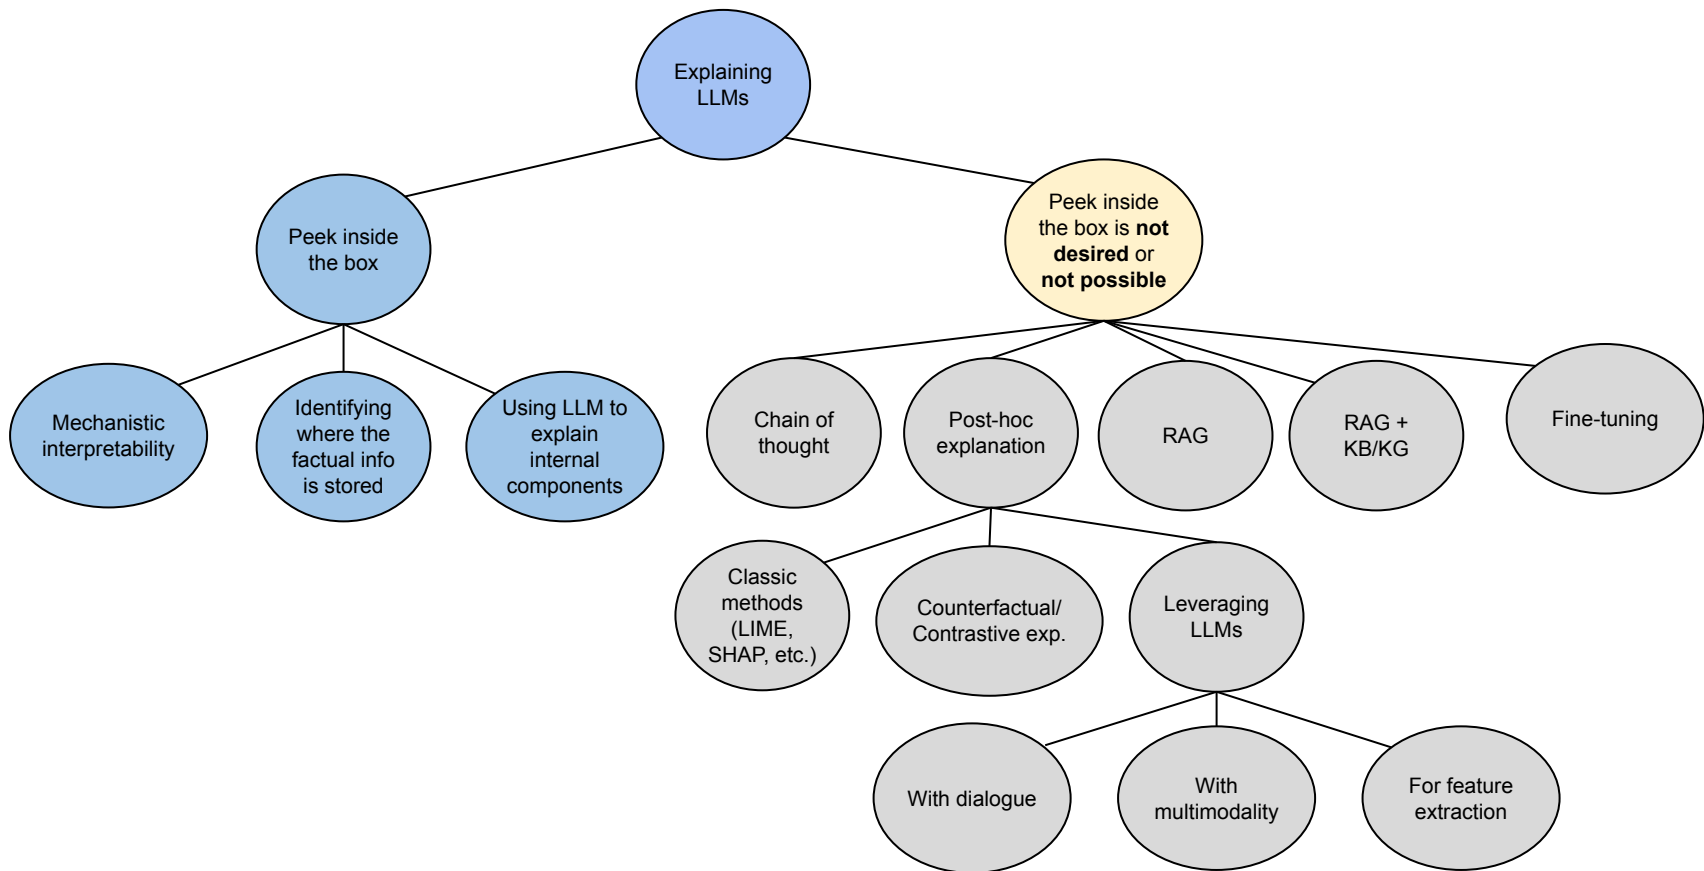 Explaining
LLMs
Peek inside
the box
Peek inside
the box is not
desired or
not possible
Mechanistic
interpretability
Identifying
where the
factual info
is stored
Using LLM to
explain
internal
components
Chain of
thought
Post-hoc
explanation
RAG
RAG +
KB/KG
Fine-tuning
Classic
methods
(LIME,
SHAP, etc.)
Counterfactual/
Contrastive exp.
Leveraging
LLMs
With dialogue
With
multimodality
For feature
extraction